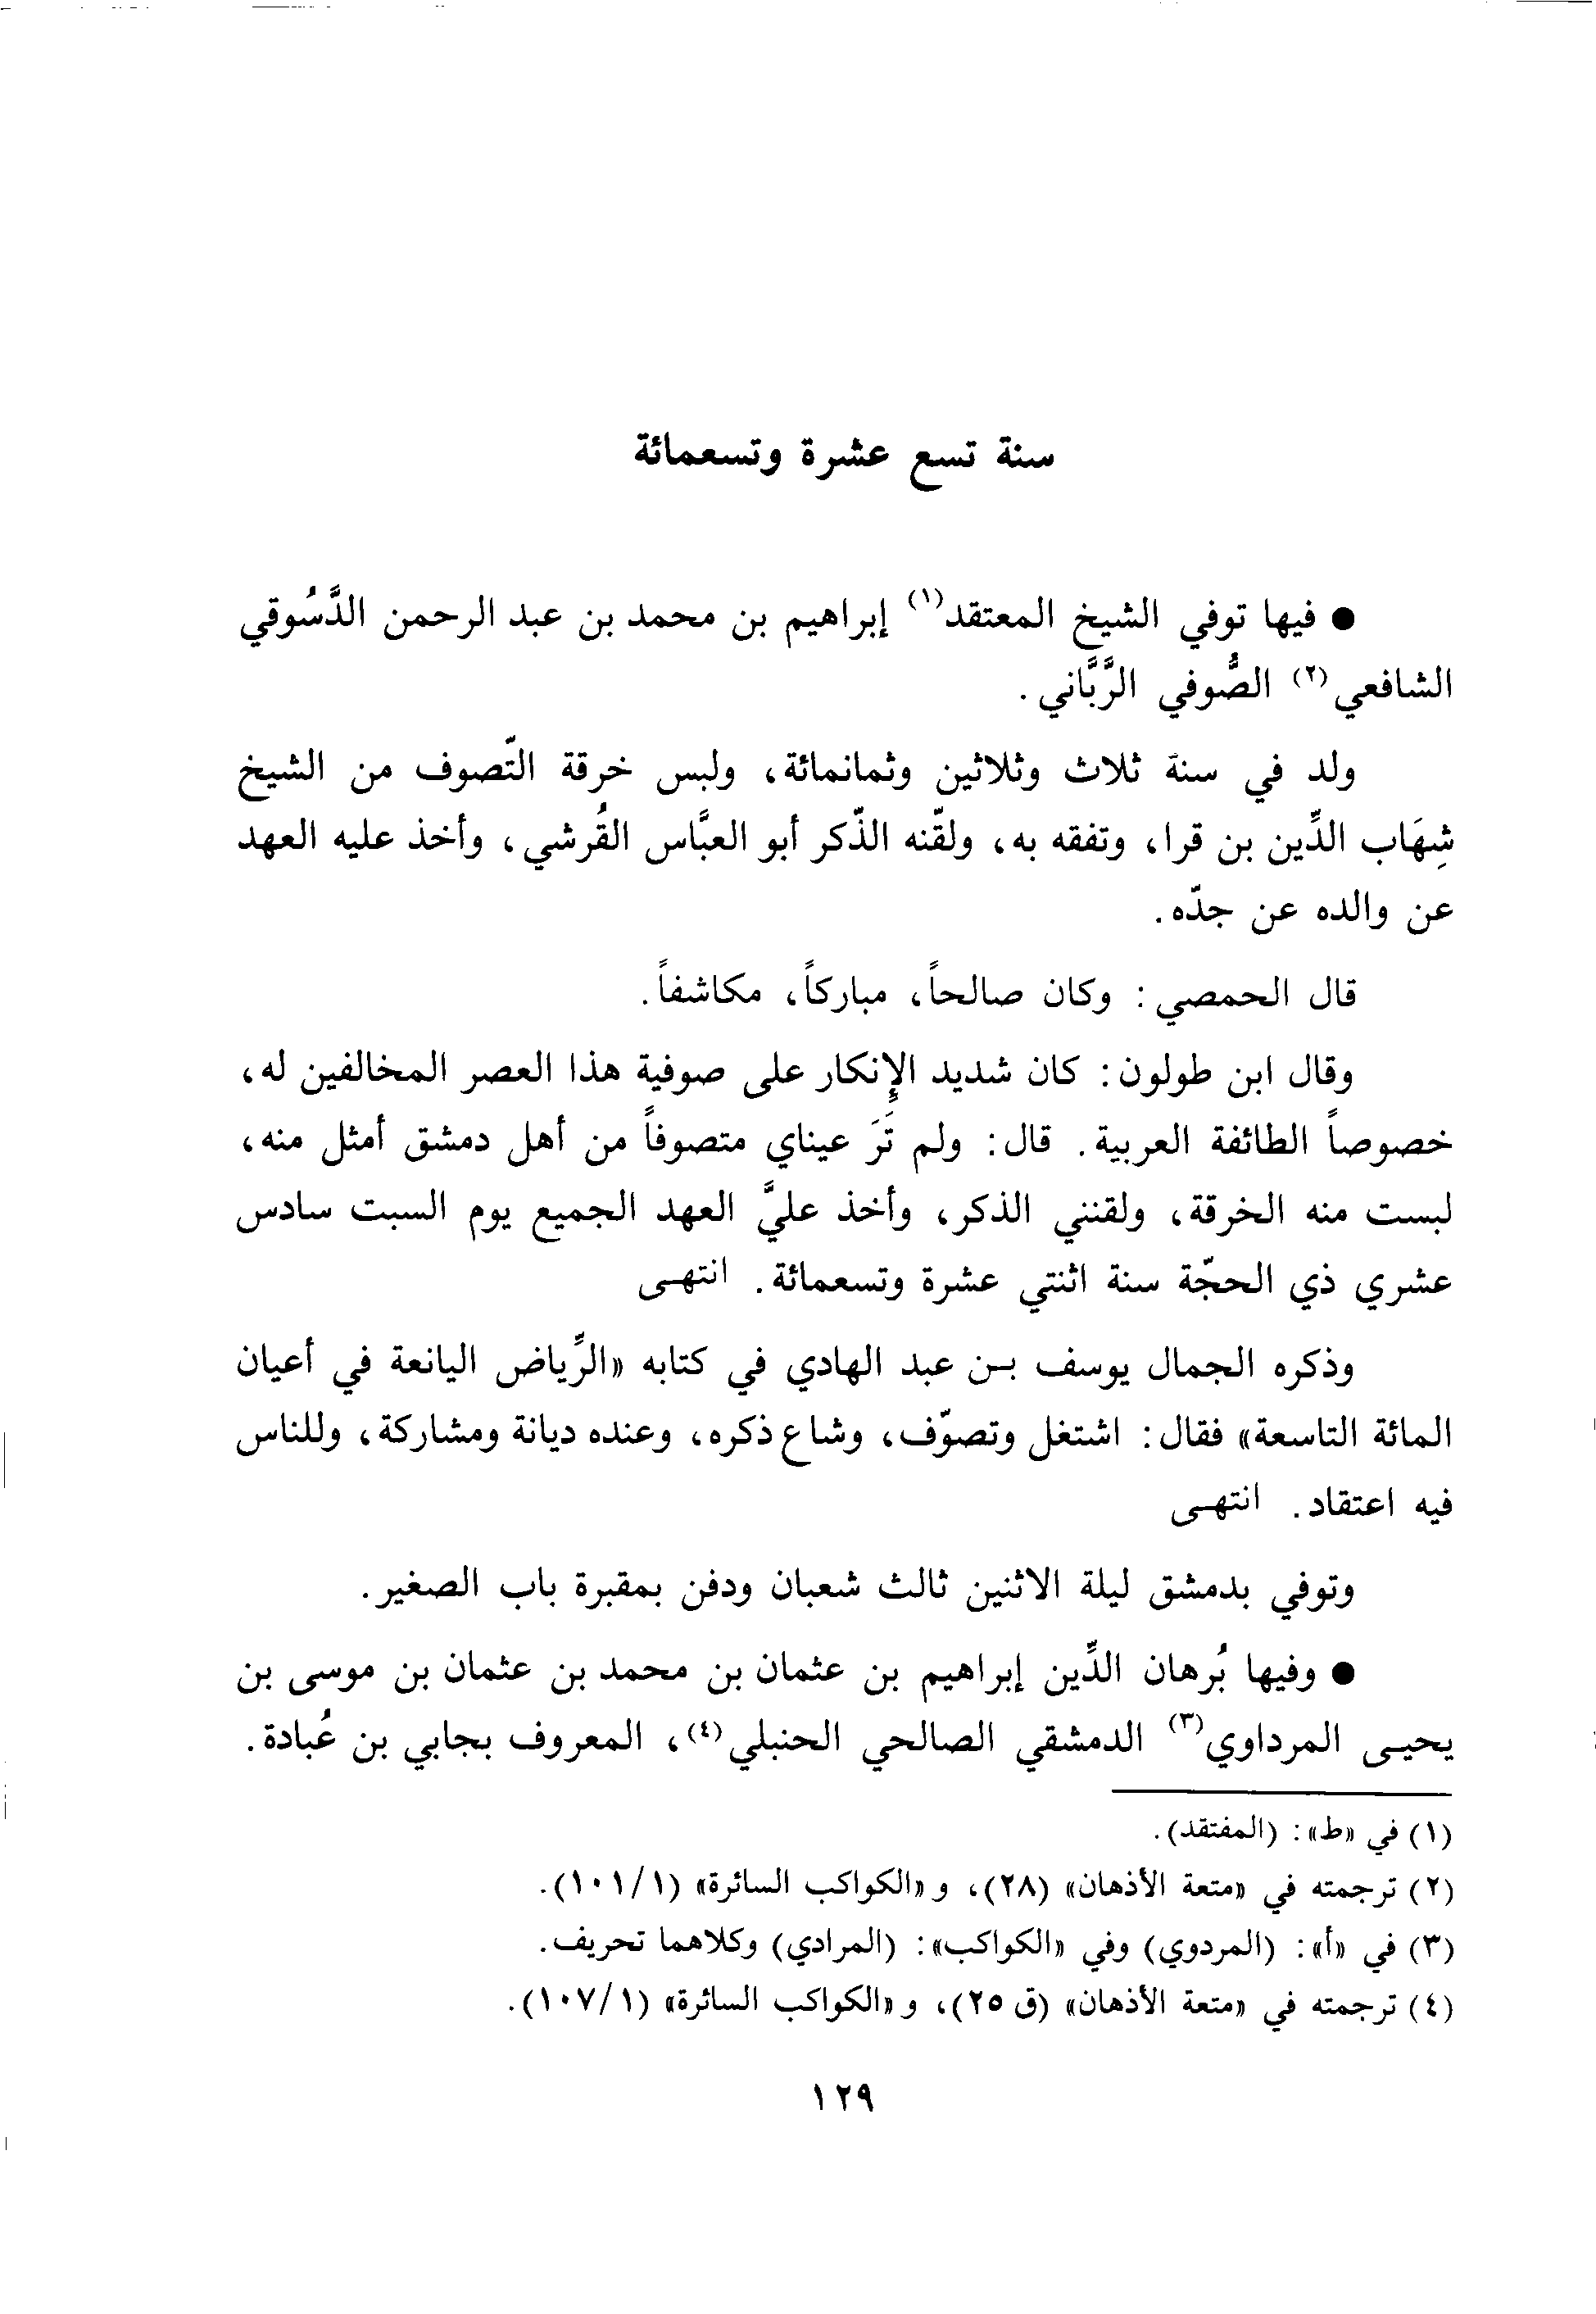 سنة تسع عشرة وتسعمائة
● فيها توفي الشيخ المعتقد(١) إبراهيم بن محمد بن عبد الرحمن الدَّسُوقي
الشافعي(٢) الصُّوفي الرَّبَّاني.
ولد في سنة ثلاث وثلاثين وثمانمائة، ولبس خرقة التّصوف من الشيخ
شِهَاب الدِّين بن قرا، وتفقه به، ولقّنه الذّكر أبو العبَّاس القُرشي، وأخذ عليه العهد
عن والده عن جدّه.
قال الحمصي: وكان صالحاً، مباركاً، مكاشفاً.
وقال ابن طولون: كان شديد الإِنكار على صوفية هذا العصر المخالفين له،
خصوصاً الطائفة العربية. قال: ولم تَرَ عيناي متصوفاً من أهل دمشق أمثل منه،
لبست منه الخرقة، ولقنني الذكر، وأخذ عليَّ العهد الجميع يوم السبت سادس
عشري ذي الحجّة سنة اثنتي عشرة وتسعمائة. انتهى
وذكره الجمال يوسف بن عبد الهادي في كتابه «الرِّياض اليانعة في أعيان
المائة التاسعة» فقال: اشتغل وتصوّف، وشاع ذكره، وعنده ديانة ومشاركة، وللناس
فيه اعتقاد. انتهى
وتوفي بدمشق ليلة الاثنين ثالث شعبان ودفن بمقبرة باب الصغير.
● وفيها بُرهان الدِّين إبراهيم بن عثمان بن محمد بن عثمان بن موسى بن
يحيى المرداوي(٣) الدمشقي الصالحي الحنبلي(٤)، المعروف بجابي بن عُبادة.
(١) في «ط»: (المفتقد).
(٢) ترجمته في «متعة الأذهان» (٢٨)، و «الكواكب السائرة» (١/ ١٠١).
(٣) في «أ»: (المردوي) وفي «الكواكب»: (المرادي) وكلاهما تحريف.
(٤) ترجمته في «متعة الأذهان» (ق ٢٥)، و «الكواكب السائرة» (١/ ١٠٧).
١٢٩